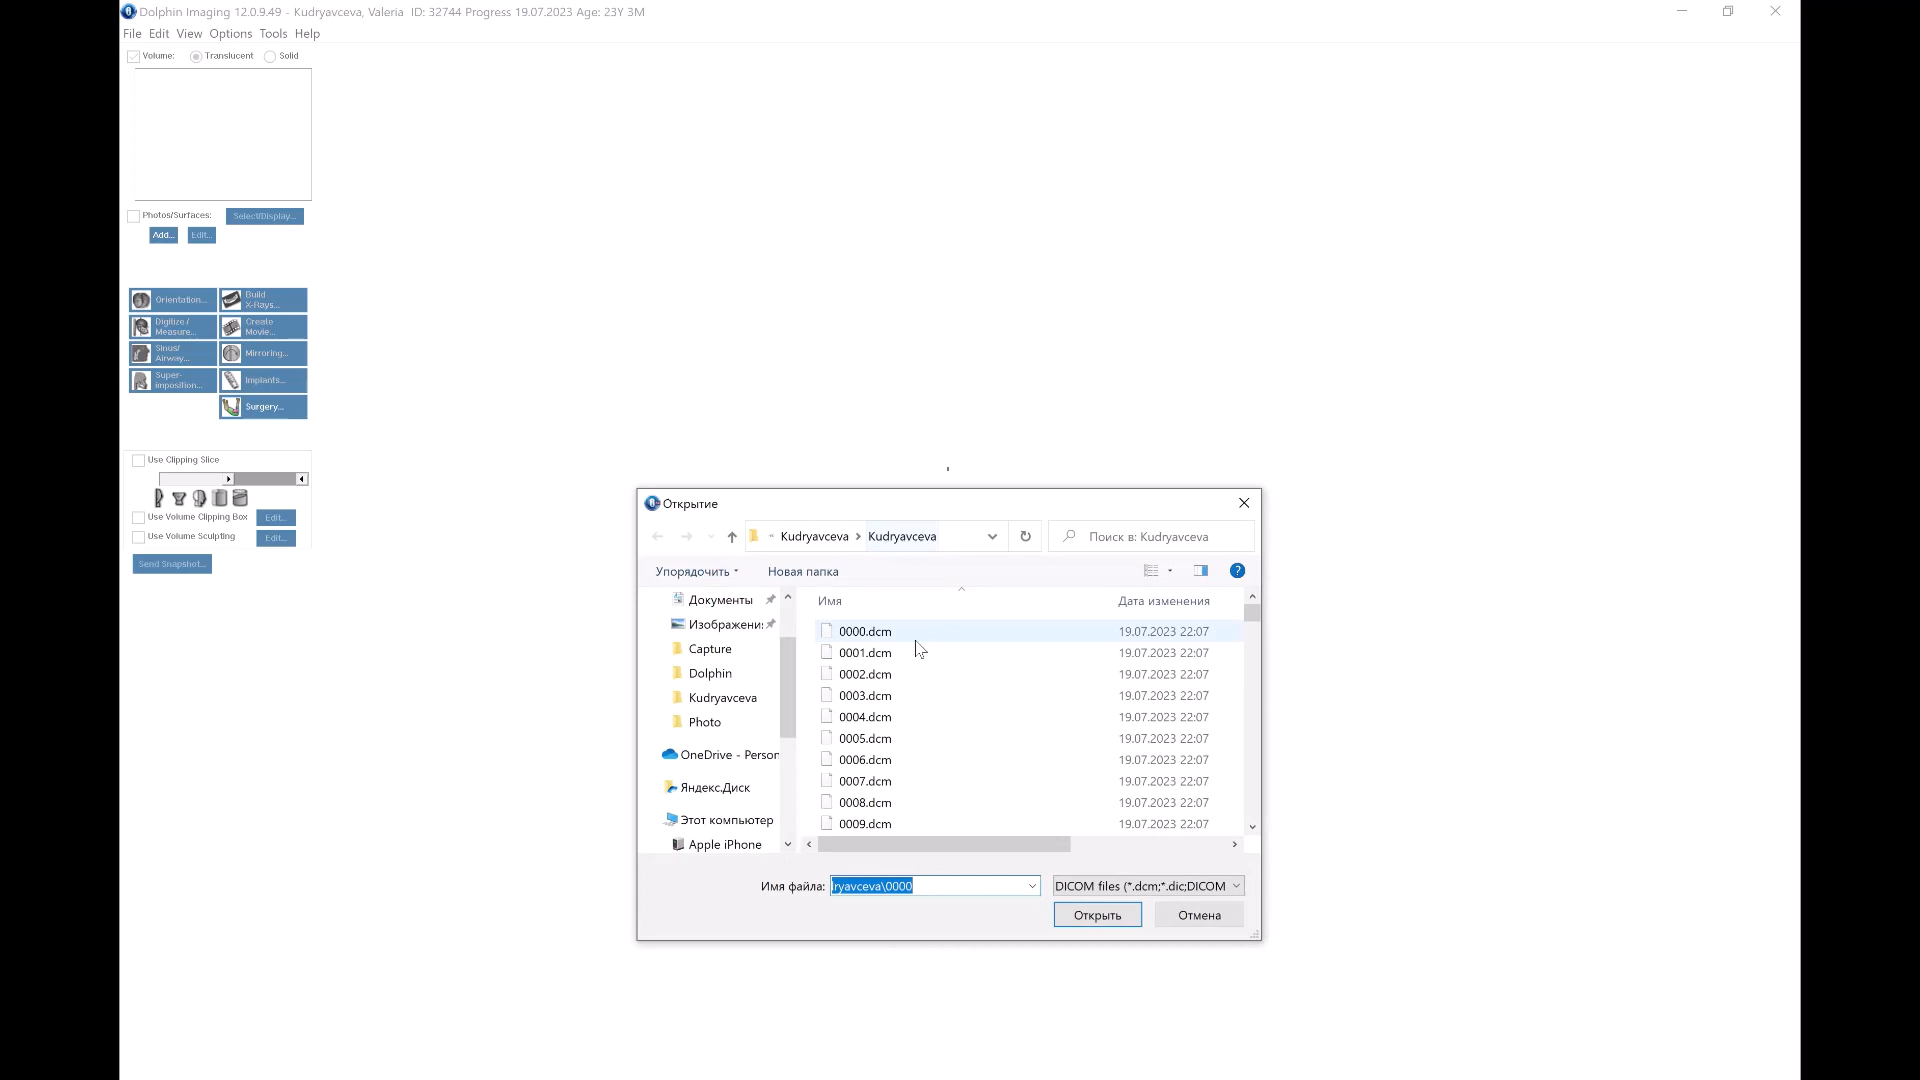 Dolphin Imaging 12.0.9.49 - Kudryavceva, Valeria  ID: 32744 Progress 19.07.2023 Age: 23Y 3M
File Edit View Options Tools Help
Volume: Translucent Solid
Photos/Surfaces: Select/Display...
Add... Edit...
Orientation... Build X-Rays...
Digitize / Measure... Create Movie...
Sinus/ Airway... Mirroring...
Super-imposition... Implants...
Surgery...
Use Clipping Slice
Use Volume Clipping Box Edit...
Use Volume Sculpting Edit...
Send Snapshot...
Открытие
« Kudryavceva > Kudryavceva
Поиск в: Kudryavceva
Упорядочить Новая папка
Документы
Изображени:
Capture
Dolphin
Kudryavceva
Photo
OneDrive - Person
Яндекс.Диск
Этот компьютер
Apple iPhone
Имя Дата изменения
0000.dcm 19.07.2023 22:07
0001.dcm 19.07.2023 22:07
0002.dcm 19.07.2023 22:07
0003.dcm 19.07.2023 22:07
0004.dcm 19.07.2023 22:07
0005.dcm 19.07.2023 22:07
0006.dcm 19.07.2023 22:07
0007.dcm 19.07.2023 22:07
0008.dcm 19.07.2023 22:07
0009.dcm 19.07.2023 22:07
Имя файла: ryavceva\0000 DICOM files (*.dcm;*.dic;DICOM
Открыть Отмена